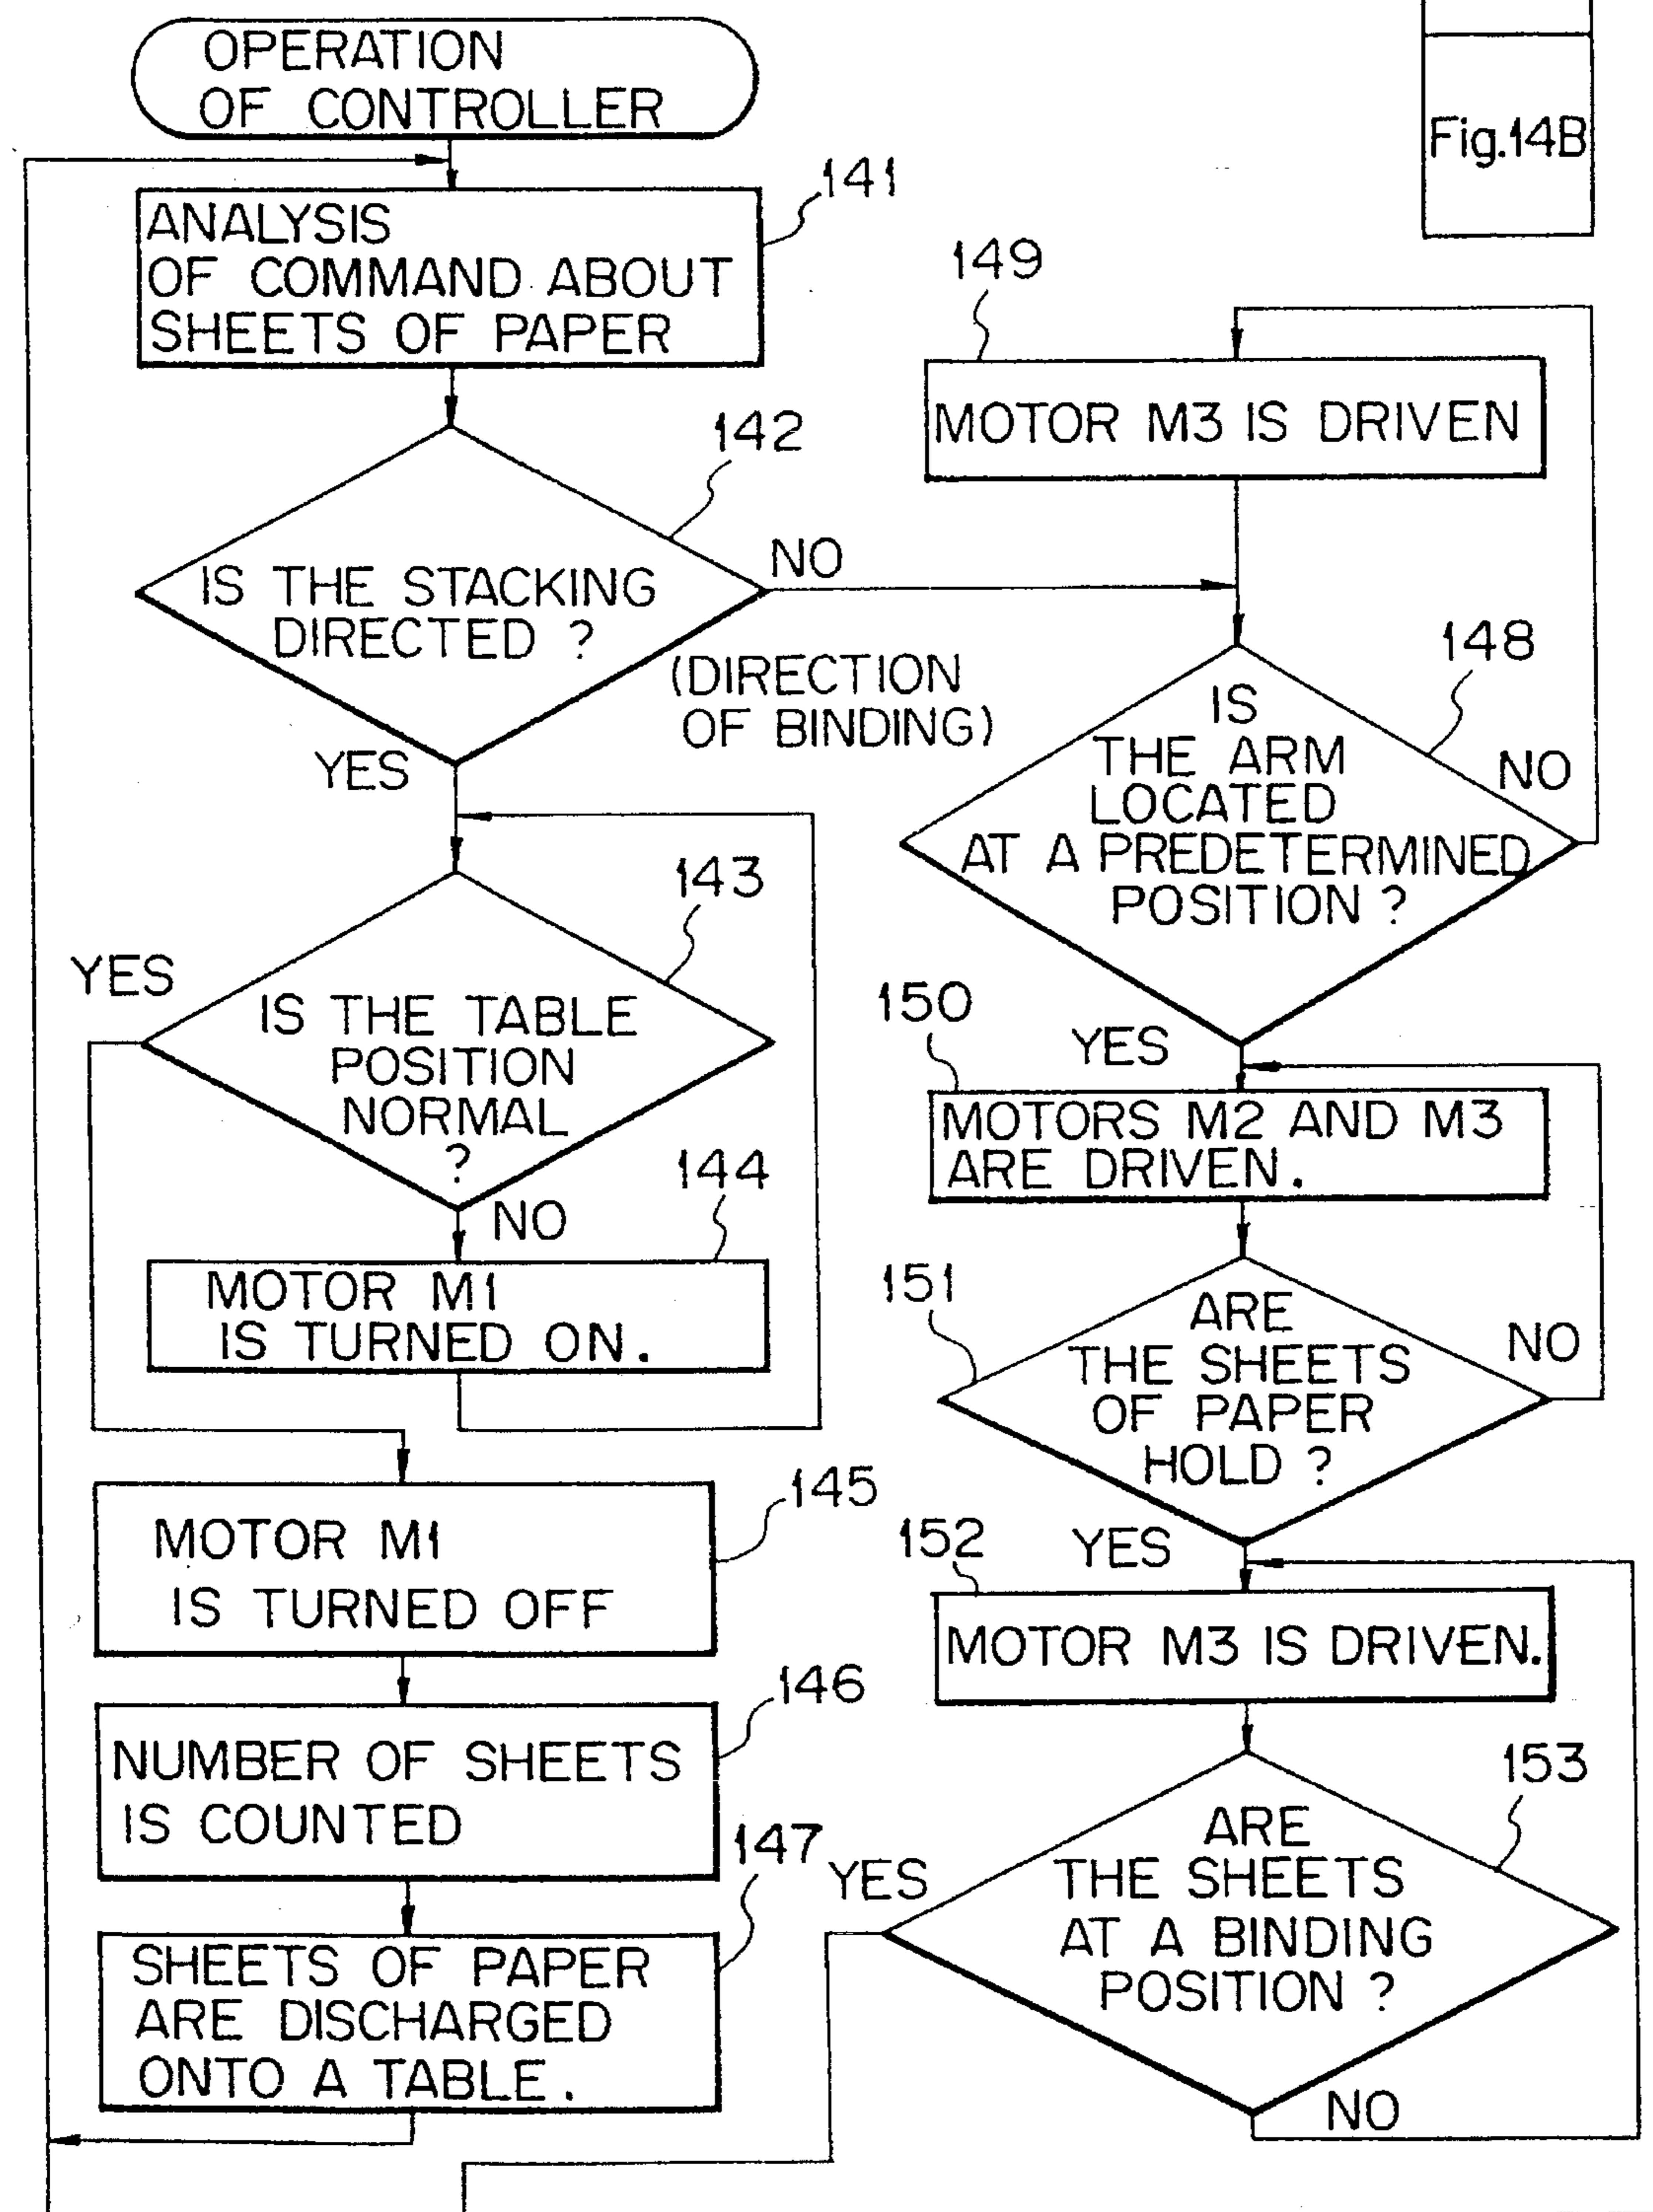 OPERATION
OF CONTROLLER
Fig.14B
141
ANALYSIS
OF COMMAND ABOUT
SHEETS OF PAPER
142
IS THE STACKING
DIRECTED ?
NO
(DIRECTION
OF BINDING)
YES
143
IS THE TABLE
POSITION
NORMAL
?
YES
NO
144
MOTOR M1
IS TURNED ON.
145
MOTOR M1
IS TURNED OFF
146
NUMBER OF SHEETS
IS COUNTED
147
SHEETS OF PAPER
ARE DISCHARGED
ONTO A TABLE.
149
MOTOR M3 IS DRIVEN
148
IS
THE ARM
LOCATED
AT A PREDETERMINED
POSITION ?
NO
YES
150
MOTORS M2 AND M3
ARE DRIVEN.
151
ARE
THE SHEETS
OF PAPER
HOLD ?
NO
YES
152
MOTOR M3 IS DRIVEN.
153
ARE
THE SHEETS
AT A BINDING
POSITION ?
YES
NO